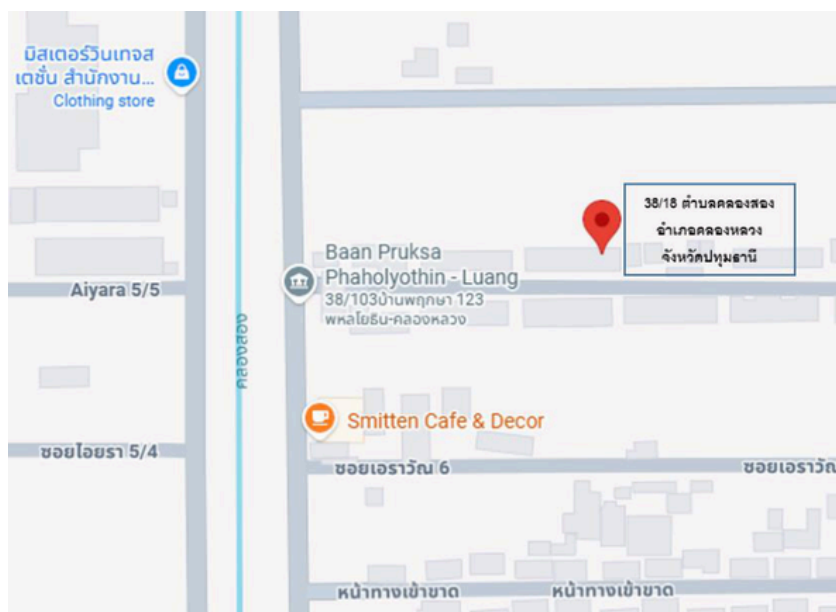 มิสเตอร์วินเทจส
เตชั่น สำนักงาน...
Clothing store
38/18 ตำบลคลองสอง
อำเภอคลองหลวง
จังหวัดปทุมธานี
Baan Pruksa
Phaholyothin - Luang
38/103บ้านพฤกษา 123
พหลโยธิน-คลองหลวง
Aiyara 5/5
คลองสอง
Smitten Cafe & Decor
ซอยไอยรา 5/4
ซอยเอราวัณ 6
ซอยเอราวัณ
หน้าทางเข้าขาด
หน้าทางเข้าขาด